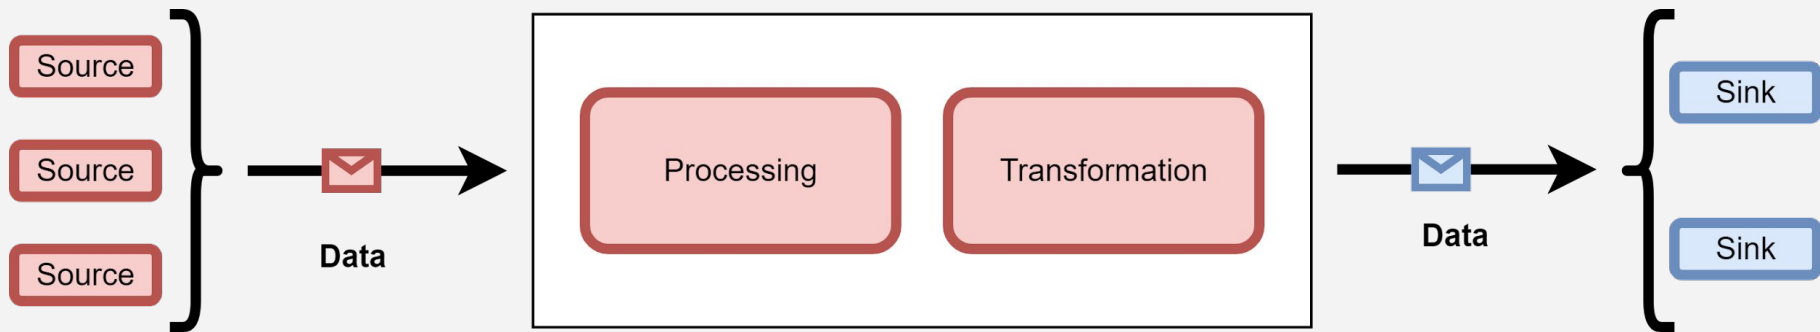 Source
Source
Source
Data
Processing
Transformation
Data
Sink
Sink